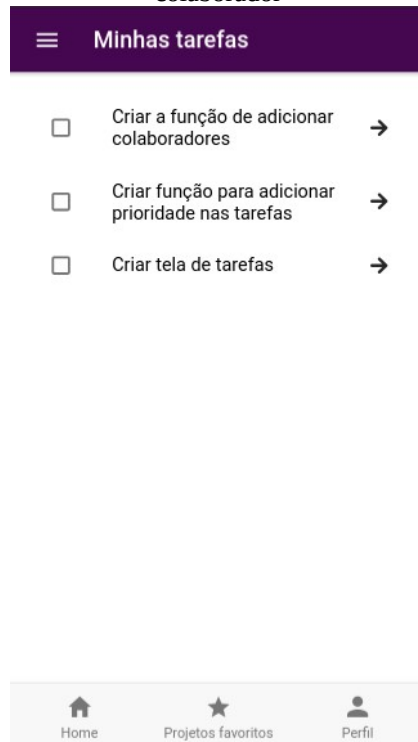 colaborador
Minhas tarefas
Criar a função de adicionar
colaboradores
Criar função para adicionar
prioridade nas tarefas
Criar tela de tarefas
Home
Projetos favoritos
Perfil